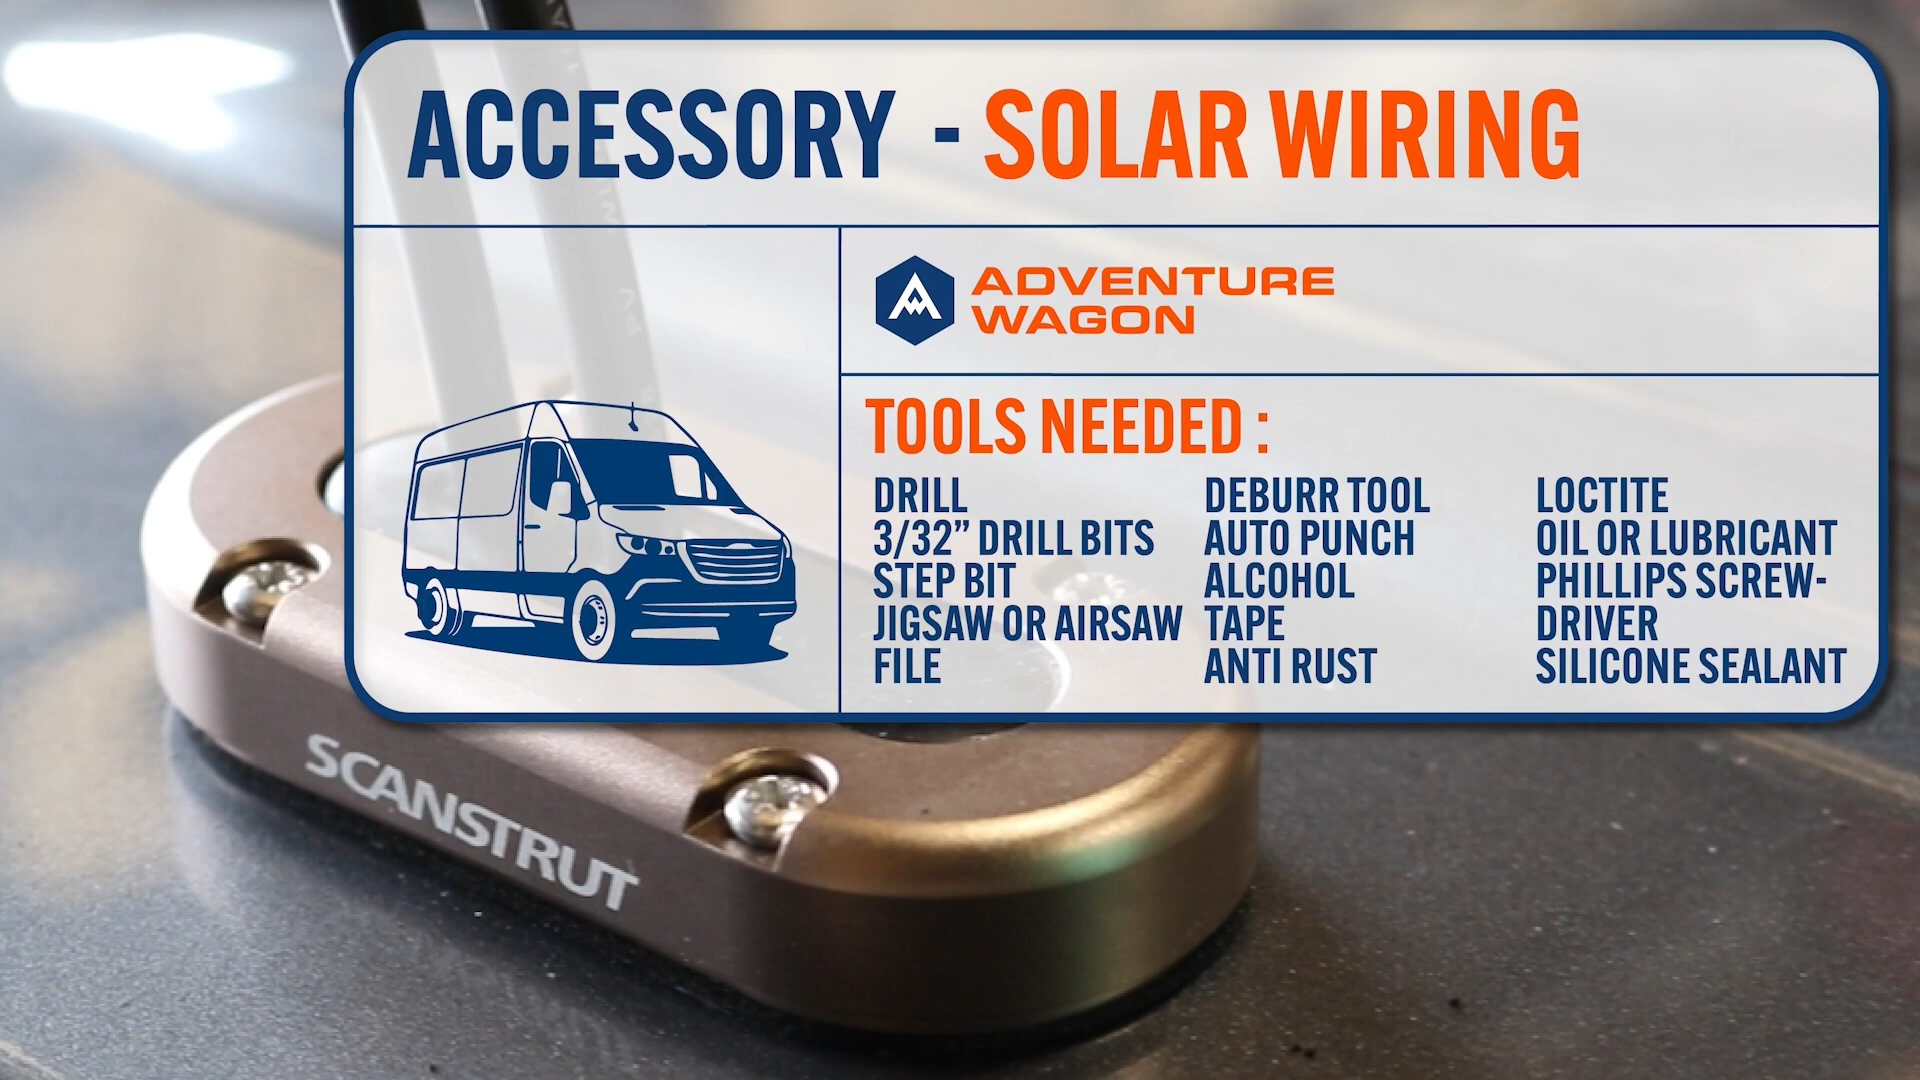 ACCESSORY - SOLAR WIRING
ADVENTURE
WAGON
TOOLS NEEDED :
DRILL
3/32” DRILL BITS
STEP BIT
JIGSAW OR AIRSAW
FILE
DEBURR TOOL
AUTO PUNCH
ALCOHOL
TAPE
ANTI RUST
LOCTITE
OIL OR LUBRICANT
PHILLIPS SCREW-
DRIVER
SILICONE SEALANT
SCANSTRUT